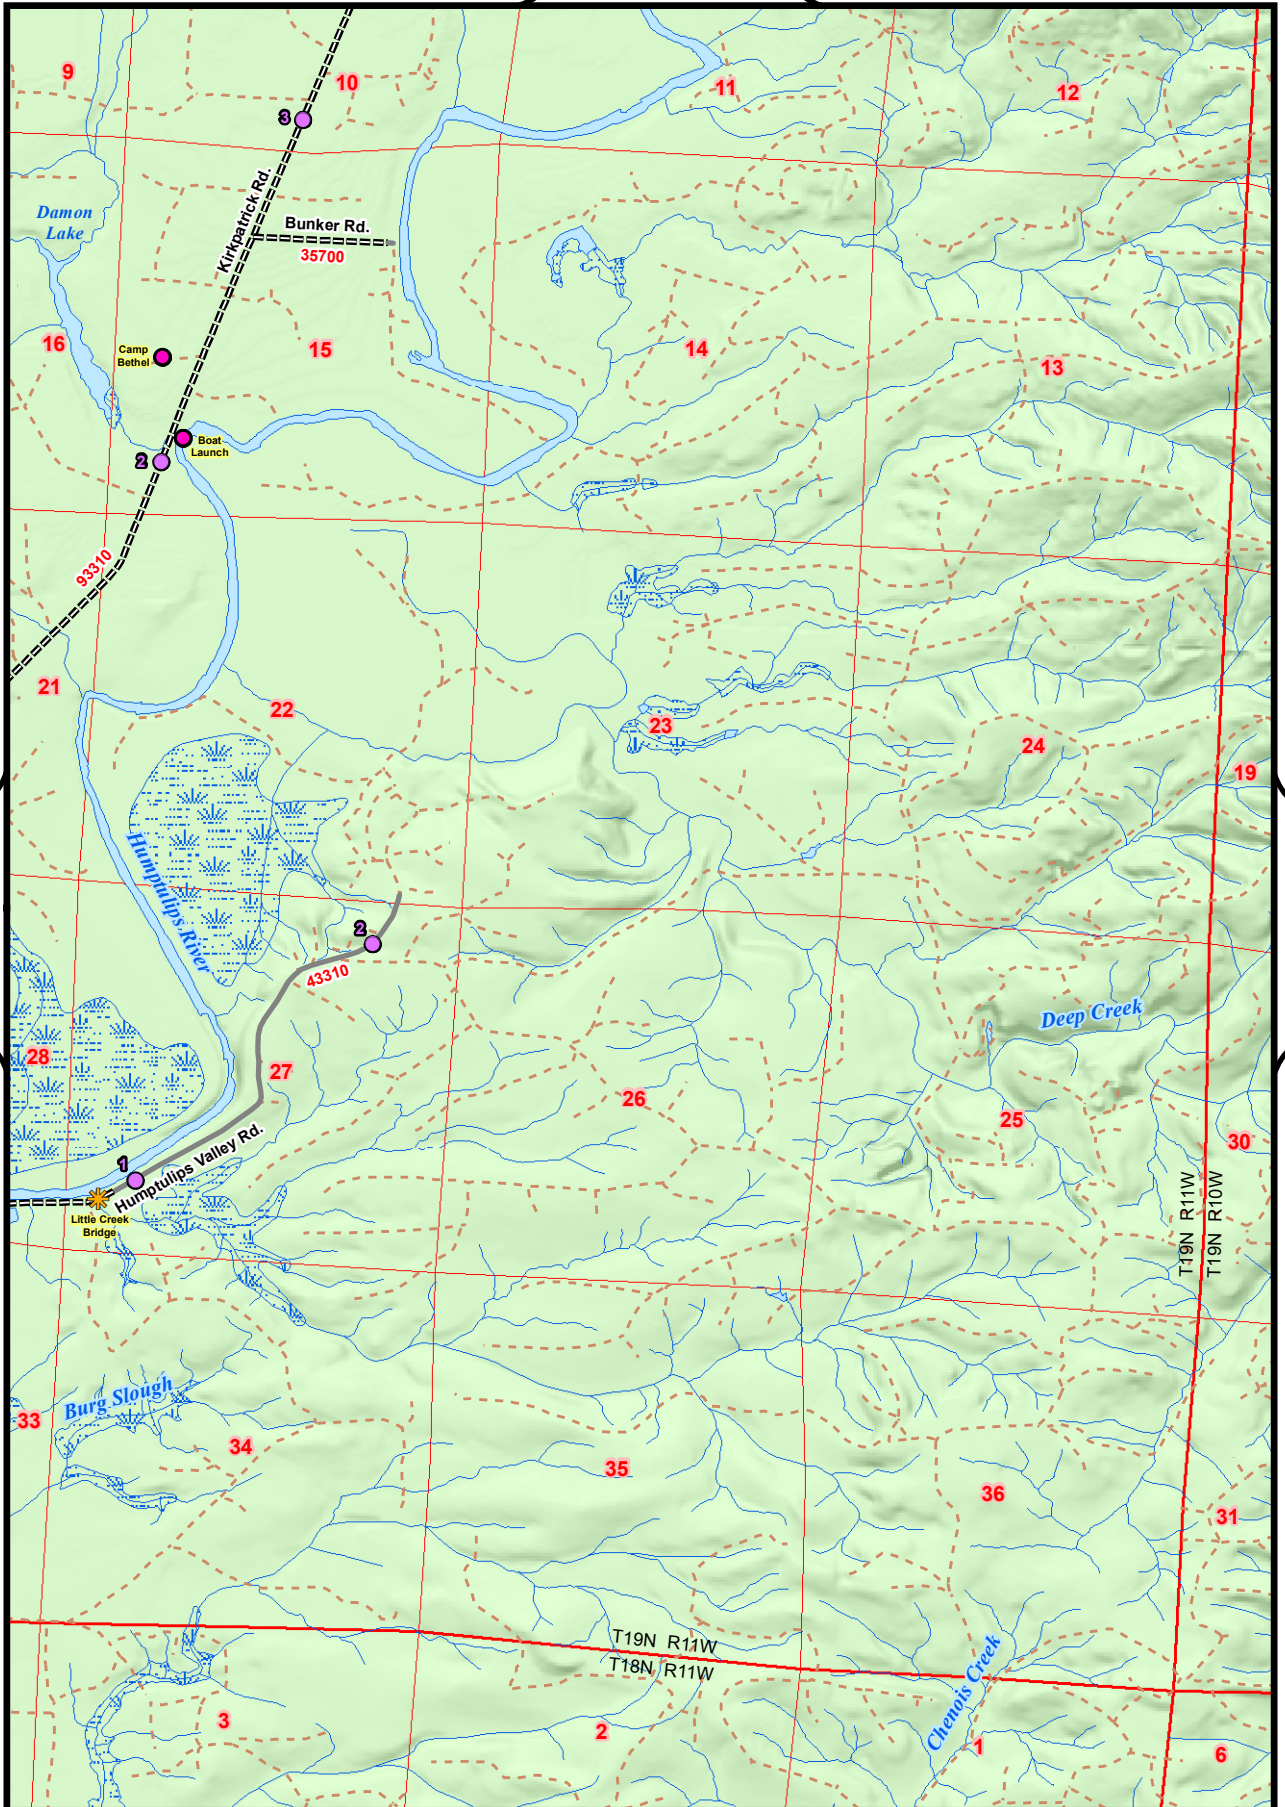 9
10
11
12
3
Kirkpatrick Rd.
Damon
Lake
Bunker Rd.
35700
16
Camp
Bethel
15
14
13
Boat
Launch
2
93310
21
22
23
24
19
Humptulips River
2
43310
28
27
Deep Creek
26
25
30
1
Humptulips Valley Rd.
Little Creek
Bridge
T19N R11W
T19N R10W
Burg Slough
33
34
35
36
31
T19N R11W
T18N R11W
Chenois Creek
3
2
1
6